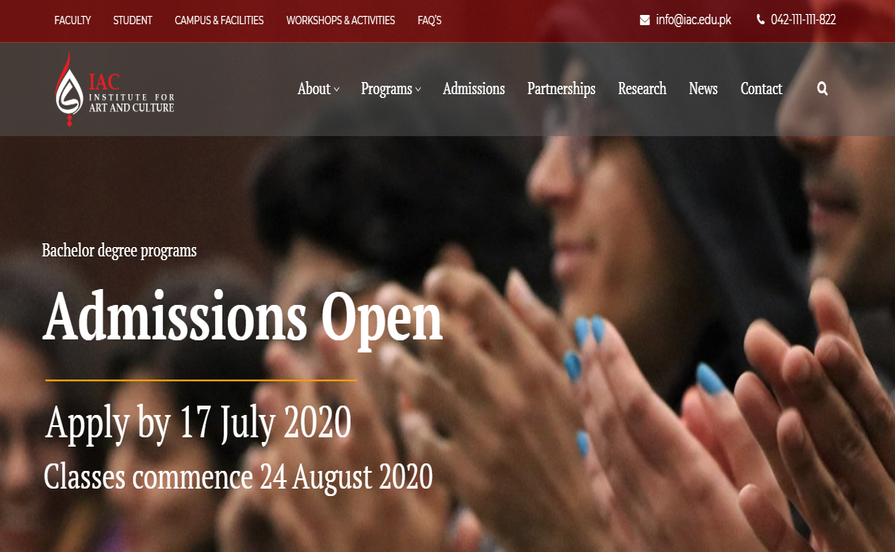 FACULTY STUDENT CAMPUS & FACILITIES WORKSHOPS & ACTIVITIES FAQ'S info@iac.edu.pk 042-111-111-822
IAC
INSTITUTE FOR
ART AND CULTURE
About Programs Admissions Partnerships Research News Contact
Bachelor degree programs
Admissions Open
Apply by 17 July 2020
Classes commence 24 August 2020